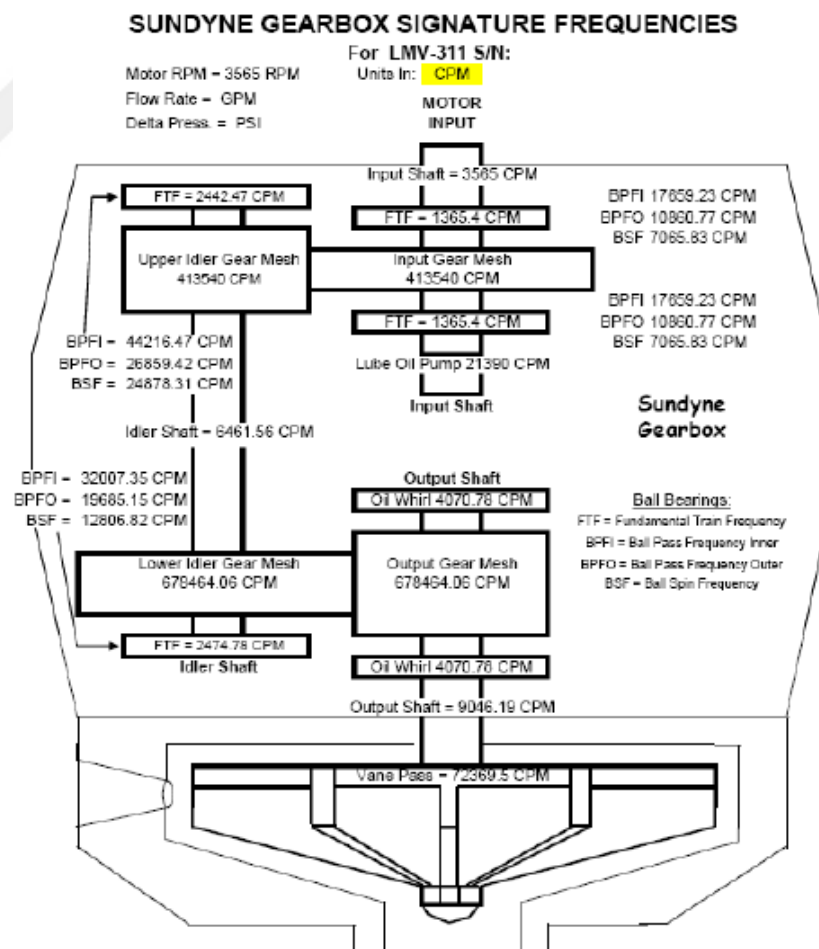 SUNDYNE GEARBOX SIGNATURE FREQUENCIES
For LMV-311 S/N:
Motor RPM = 3565 RPM
Units In: CPM
Flow Rate = GPM
Delta Press. = PSI
MOTOR
INPUT
Input Shaft = 3565 CPM
FTF = 2442.47 CPM
FTF = 1365.4 CPM
BPFI 17659.23 CPM
BPFO 10860.77 CPM
BSF 7065.83 CPM
Upper Idler Gear Mesh
413540 CPM
Input Gear Mesh
413540 CPM
BPFI 17659.23 CPM
BPFO 10860.77 CPM
BSF 7065.83 CPM
FTF = 1365.4 CPM
BPFI = 44216.47 CPM
BPFO = 26859.42 CPM
BSF = 24878.31 CPM
Lube Oil Pump 21390 CPM
Input Shaft
Sundyne
Gearbox
Idler Shaft = 6461.56 CPM
BPFI = 32007.35 CPM
BPFO = 19685.15 CPM
BSF = 12806.82 CPM
Output Shaft
Oil Whirl 4070.78 CPM
Ball Bearings:
FTF = Fundamental Train Frequency
BPFI = Ball Pass Frequency Inner
BPFO = Ball Pass Frequency Outer
BSF = Ball Spin Frequency
Lower Idler Gear Mesh
678464.06 CPM
Output Gear Mesh
678464.06 CPM
FTF = 2474.78 CPM
Idler Shaft
Oil Whirl 4070.78 CPM
Output Shaft = 9046.19 CPM
Vane Pass = 72369.5 CPM